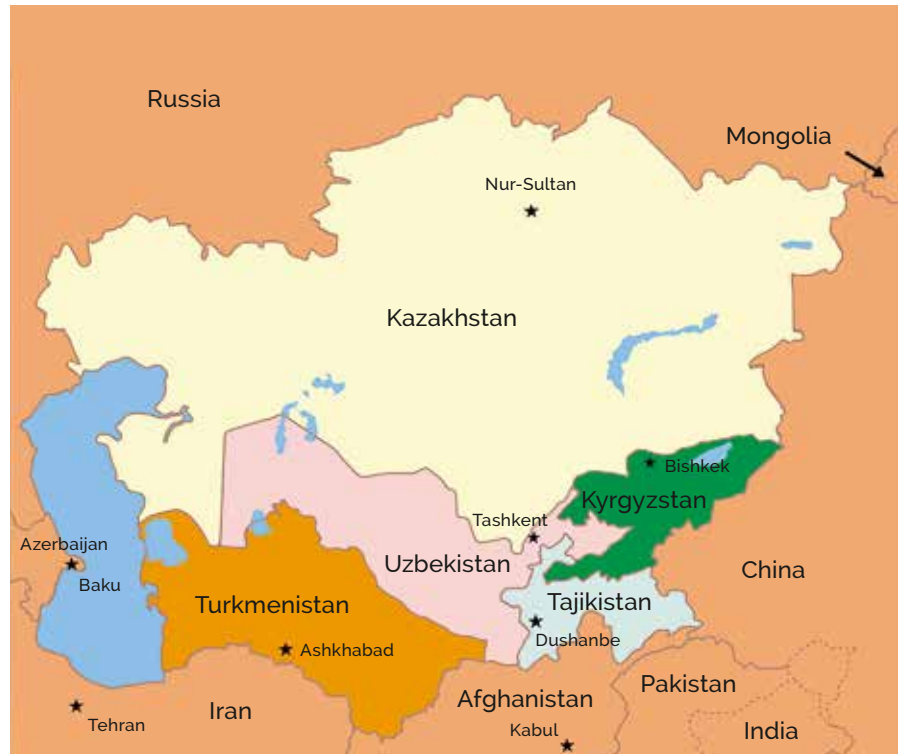 Russia
Mongolia
Nur-Sultan
Kazakhstan
Bishkek
Kyrgyzstan
Tashkent
Azerbaijan
Uzbekistan
China
Baku
Turkmenistan
Tajikistan
Dushanbe
Ashkhabad
Pakistan
Afghanistan
Iran
Tehran
Kabul
India